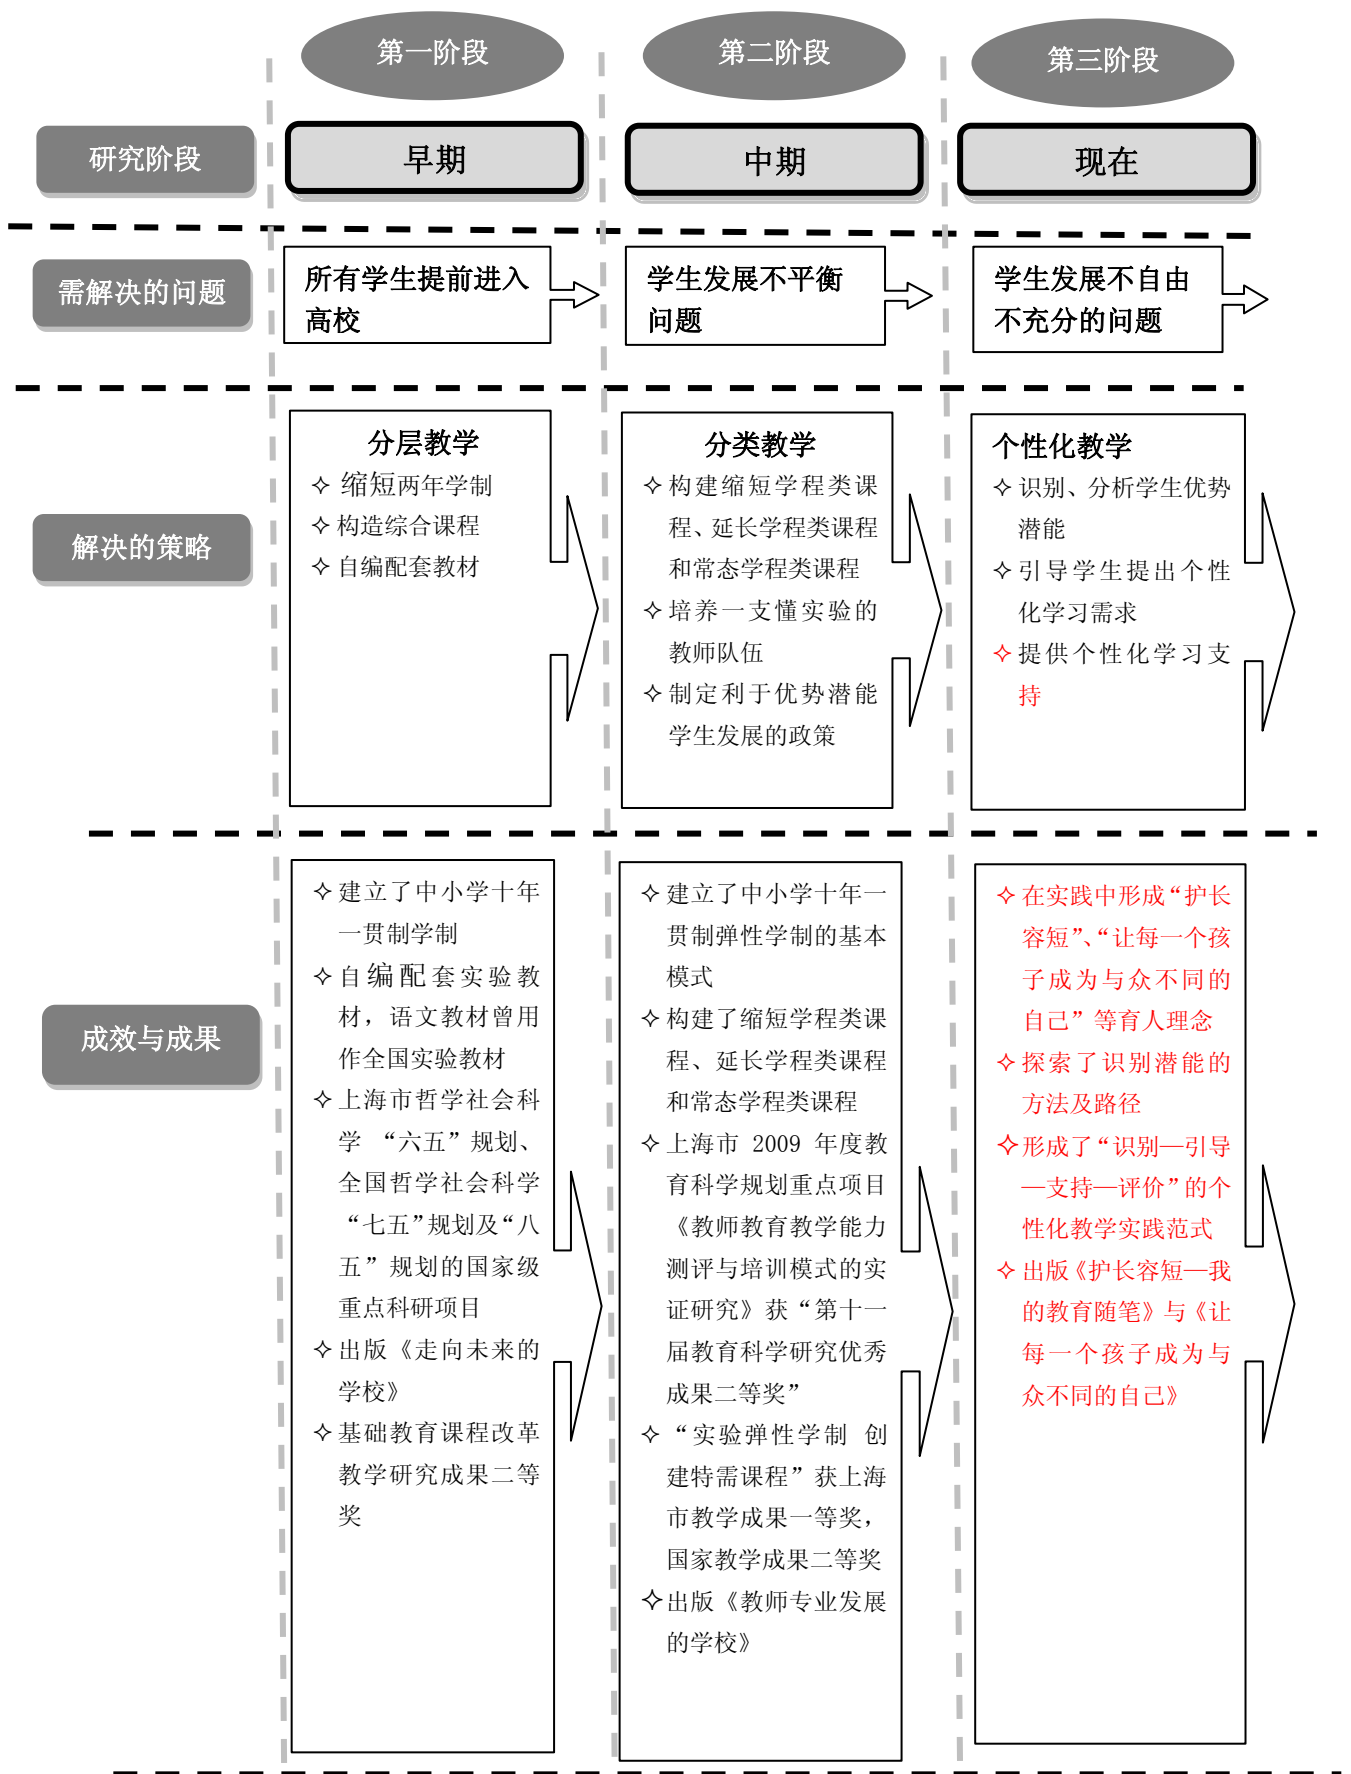 第一阶段
第二阶段
第三阶段
研究阶段
早期
中期
现在
需解决的问题
所有学生提前进入
高校
学生发展不平衡
问题
学生发展不自由
不充分的问题
解决的策略
分层教学
✧ 缩短两年学制
✧ 构造综合课程
✧ 自编配套教材
分类教学
✧ 构建缩短学程类课
程、延长学程类课程
和常态学程类课程
✧ 培养一支懂实验的
教师队伍
✧ 制定利于优势潜能
学生发展的政策
个性化教学
✧ 识别、分析学生优势
潜能
✧ 引导学生提出个性
化学习需求
✧ 提供个性化学习支
持
成效与成果
✧ 建立了中小学十年
一贯制学制
✧ 自编配套实验教
材，语文教材曾用
作全国实验教材
✧ 上海市哲学社会科
学 “六五”规划、
全国哲学社会科学
“七五”规划及“八
五”规划的国家级
重点科研项目
✧ 出版《走向未来的
学校》
✧ 基础教育课程改革
教学研究成果二等
奖
✧ 建立了中小学十年一
贯制弹性学制的基本
模式
✧ 构建了缩短学程类课
程、延长学程类课程
和常态学程类课程
✧ 上海市 2009 年度教
育科学规划重点项目
《教师教育教学能力
测评与培训模式的实
证研究》获“第十一
届教育科学研究优秀
成果二等奖”
✧ “实验弹性学制 创
建特需课程”获上海
市教学成果一等奖，
国家教学成果二等奖
✧ 出版《教师专业发展
的学校》
✧ 在实践中形成“护长
容短”、“让每一个孩
子成为与众不同的
自己”等育人理念
✧ 探索了识别潜能的
方法及路径
✧ 形成了“识别—引导
—支持—评价”的个
性化教学实践范式
✧ 出版《护长容短—我
的教育随笔》与《让
每一个孩子成为与
众不同的自己》